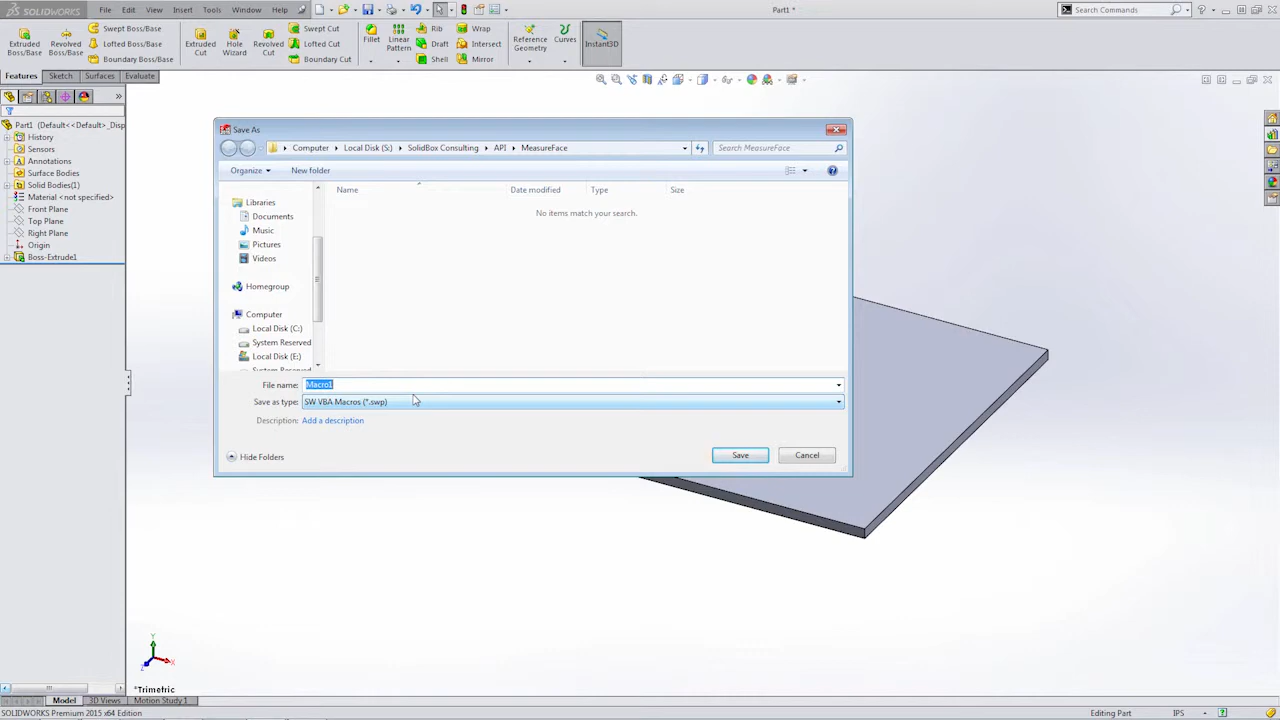 SOLIDWORKS File Edit View Insert Tools Window Help Part1 * Search Commands
Extruded Boss/Base
Revolved Boss/Base
Swept Boss/Base
Lofted Boss/Base
Boundary Boss/Base
Extruded Cut
Hole Wizard
Revolved Cut
Swept Cut
Lofted Cut
Boundary Cut
Fillet
Linear Pattern
Rib
Draft
Shell
Wrap
Intersect
Mirror
Reference Geometry
Curves
Instant3D
Features Sketch Surfaces Evaluate
Part1 (Default<<Default>_Disp
History
Sensors
Annotations
Surface Bodies
Solid Bodies(1)
Material <not specified>
Front Plane
Top Plane
Right Plane
Origin
Boss-Extrude1
Save As
Computer Local Disk (S:) SolidBox Consulting API MeasureFace Search MeasureFace
Organize New folder
Name Date modified Type Size
No items match your search.
Libraries
Documents
Music
Pictures
Videos
Homegroup
Computer
Local Disk (C:)
System Reserved
Local Disk (E:)
System Reserved
File name: Macro1
Save as type: SW VBA Macros (*.swp)
Description: Add a description
Hide Folders Save Cancel
Y
X
Z
*Trimetric
Model 3D Views Motion Study 1
SOLIDWORKS Premium 2015 x64 Edition Editing Part IPS